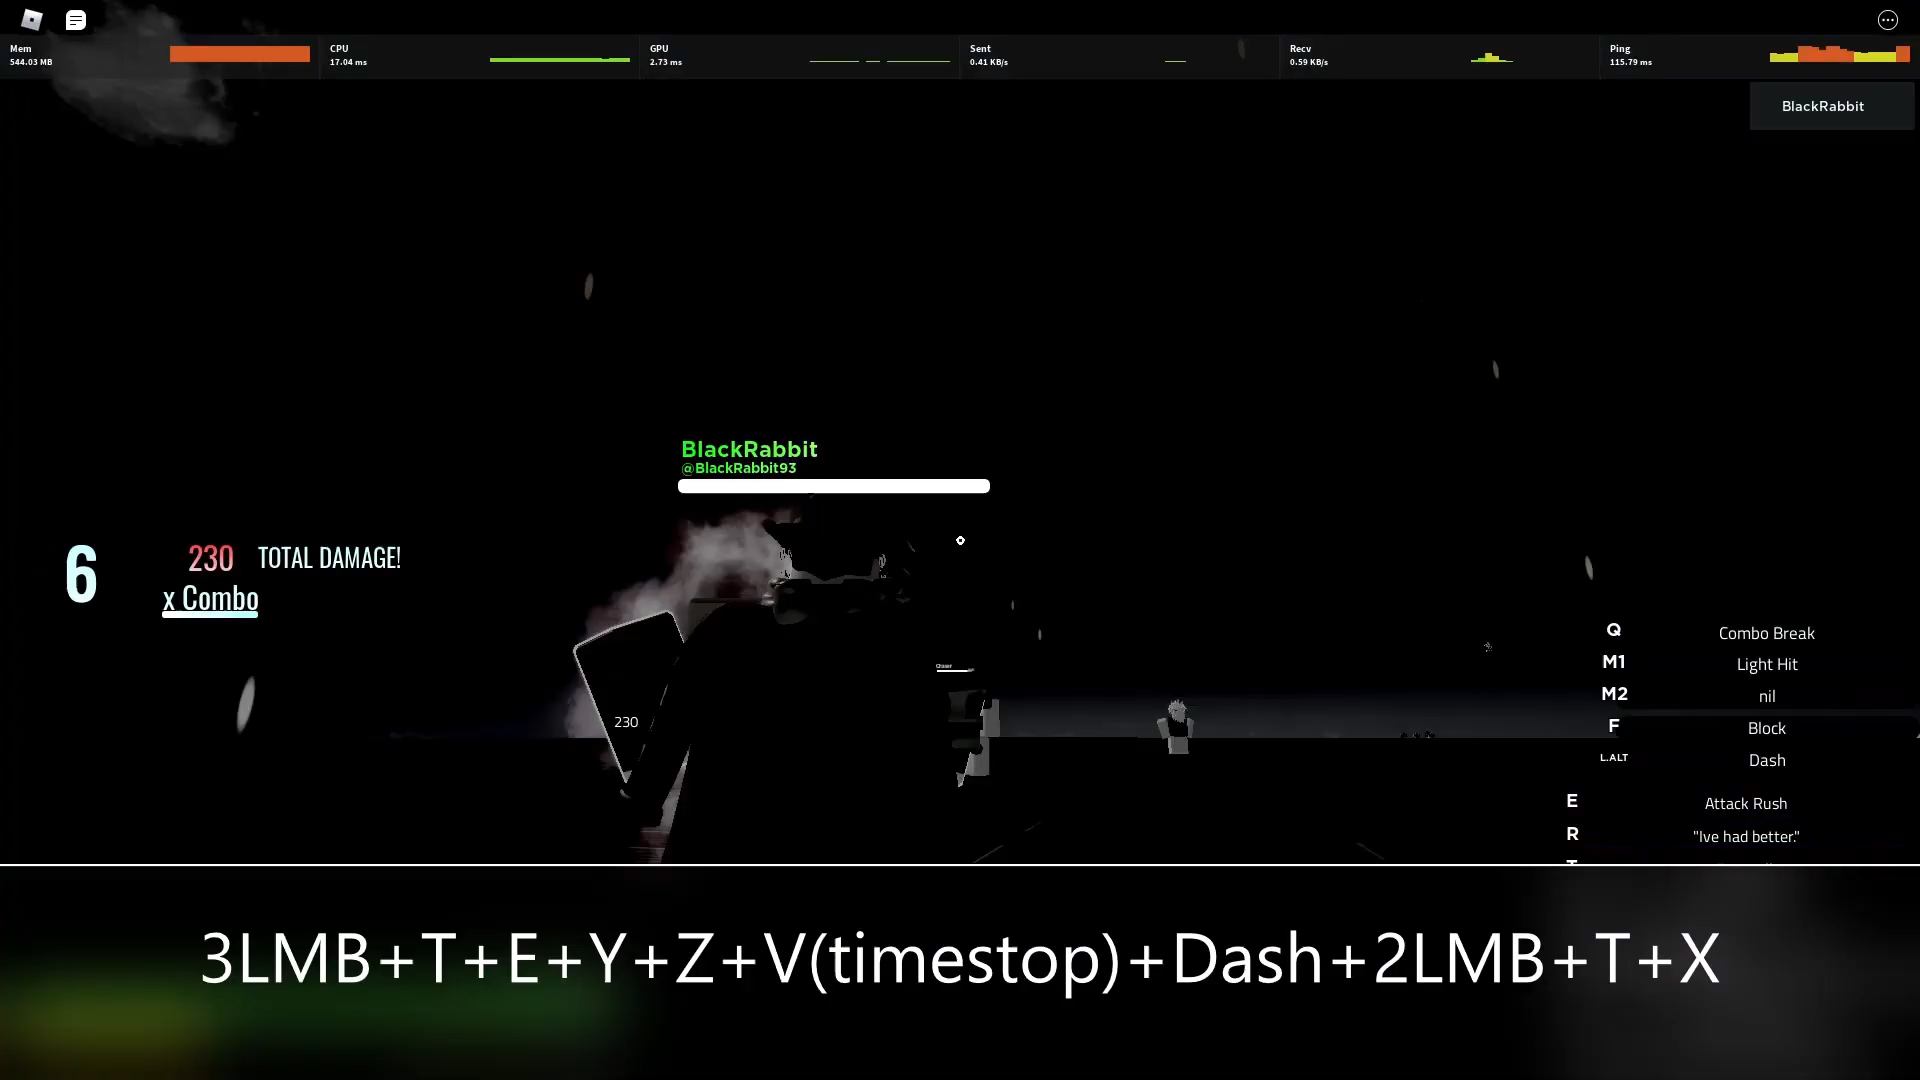 Mem
544.03 MB
CPU
17.04 ms
GPU
2.73 ms
Sent
0.41 KB/s
Recv
0.59 KB/s
Ping
115.79 ms
BlackRabbit
BlackRabbit
@BlackRabbit93
6
230 TOTAL DAMAGE!
x Combo
230
Q Combo Break
M1 Light Hit
M2 nil
F Block
L.ALT Dash
E Attack Rush
R "Ive had better."
3LMB+T+E+Y+Z+V(timestop)+Dash+2LMB+T+X